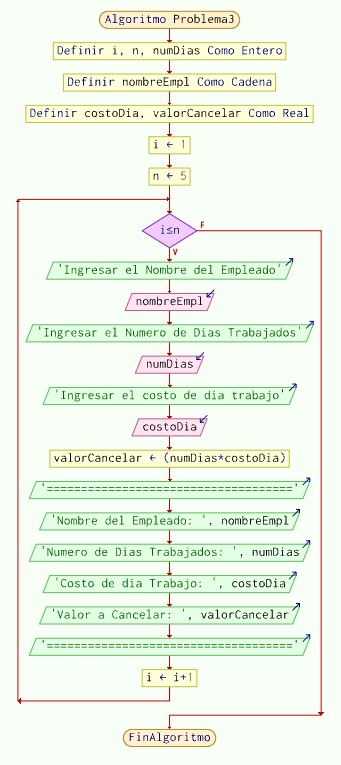 Algoritmo Problema3
Definir i, n, numDias Como Entero
Definir nombreEmpl Como Cadena
Definir costoDia, valorCancelar Como Real
i ← 1
n ← 5
i≤n
F
V
'Ingresar el Nombre del Empleado'
nombreEmpl
'Ingresar el Numero de Dias Trabajados'
numDias
'Ingresar el costo de dia trabajo'
costoDia
valorCancelar ← (numDias*costoDia)
'==================================='
'Nombre del Empleado: ', nombreEmpl
'Numero de Dias Trabajados: ', numDias
'Costo de dia Trabajo: ', costoDia
'Valor a Cancelar: ', valorCancelar
'==================================='
i ← i+1
FinAlgoritmo